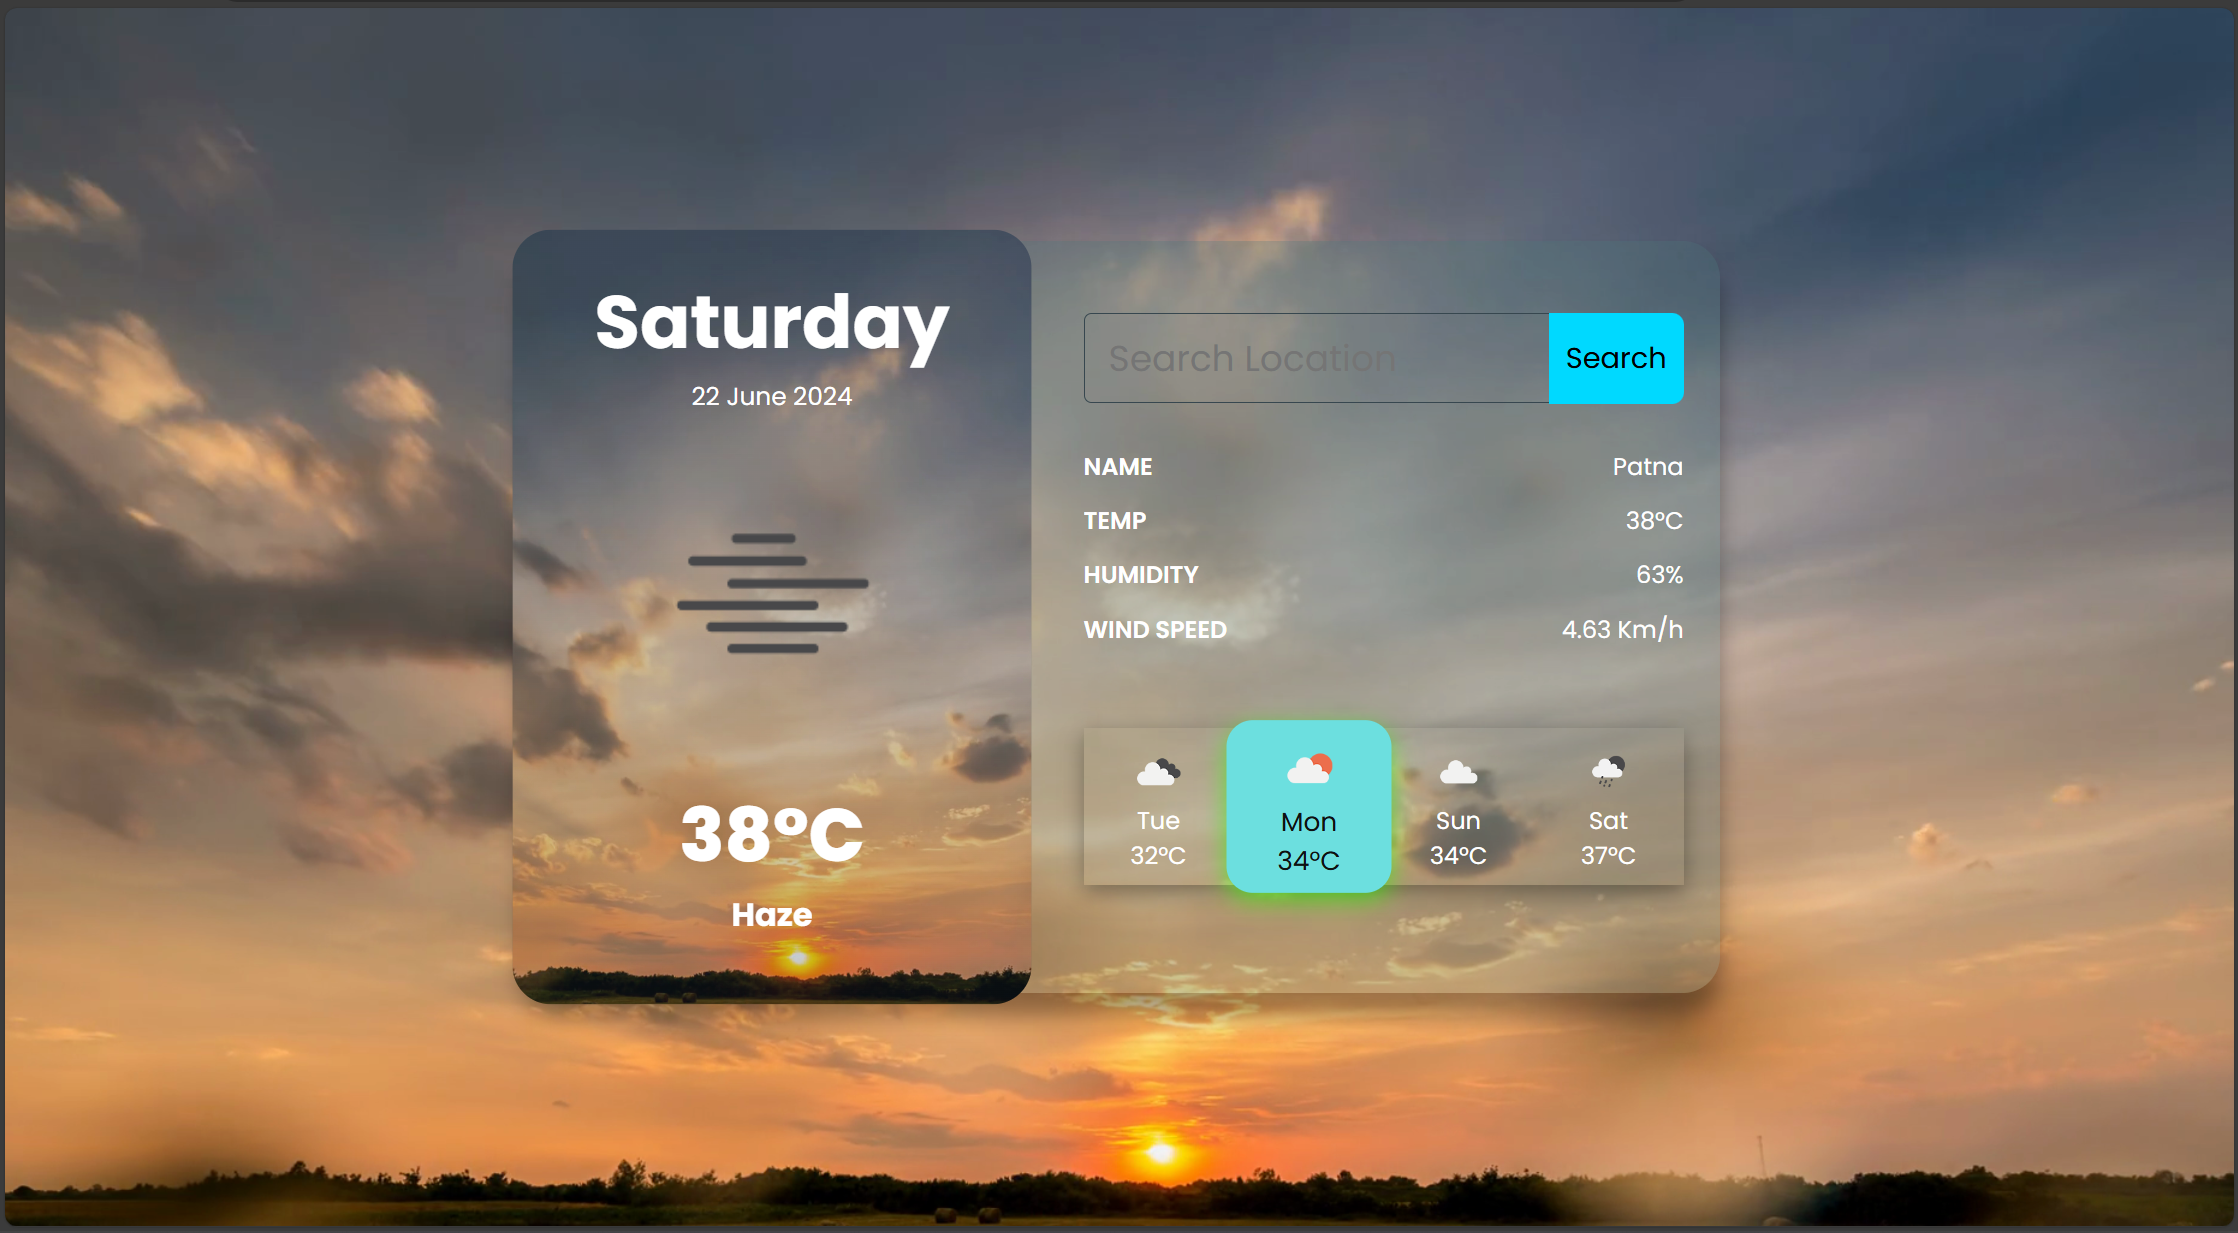 Saturday
22 June 2024
38°C
Haze
Search Location
Search
NAME Patna
TEMP 38°C
HUMIDITY 63%
WIND SPEED 4.63 Km/h
Tue Mon Sun Sat
32°C 34°C 34°C 37°C